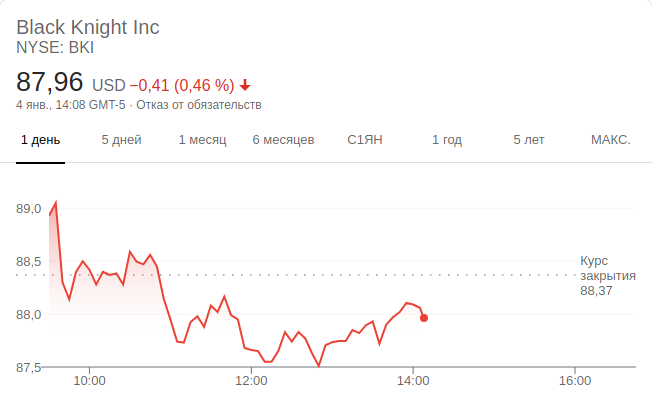 Black Knight Inc
NYSE: BKI
87,96 USD −0,41 (0,46 %)
4 янв., 14:08 GMT-5 · Отказ от обязательств
1 день 5 дней 1 месяц 6 месяцев С1ЯН 1 год 5 лет МАКС.
89,0
88,5
Курс
закрытия
88,37
88,0
87,5
10:00 12:00 14:00 16:00